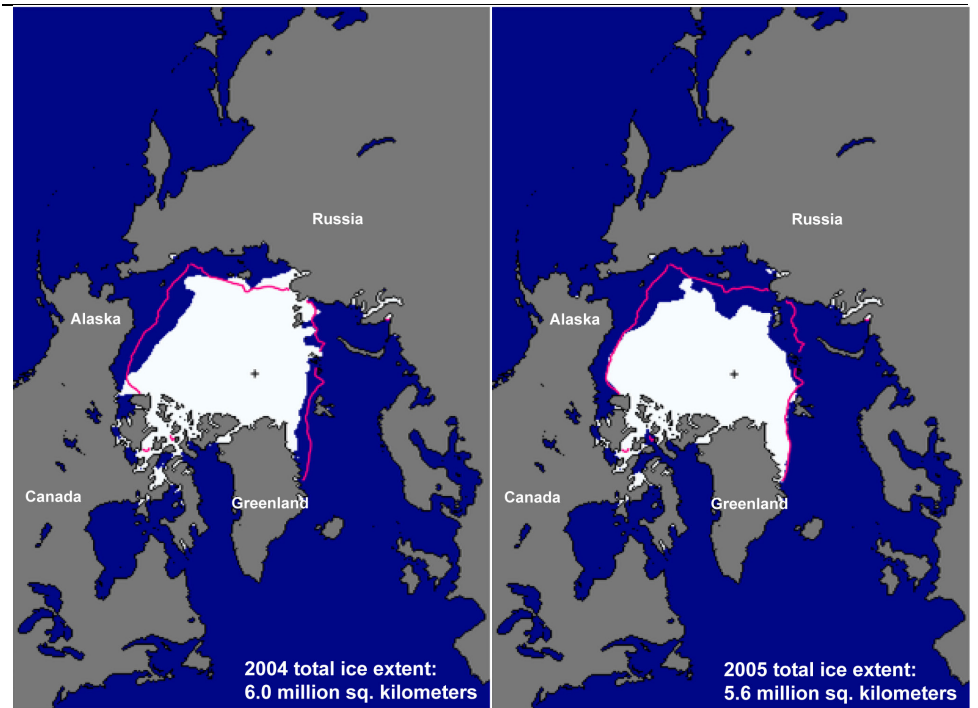 Russia
Alaska
Canada
Greenland
2004 total ice extent:
6.0 million sq. kilometers
Russia
Alaska
Canada
Greenland
2005 total ice extent:
5.6 million sq. kilometers